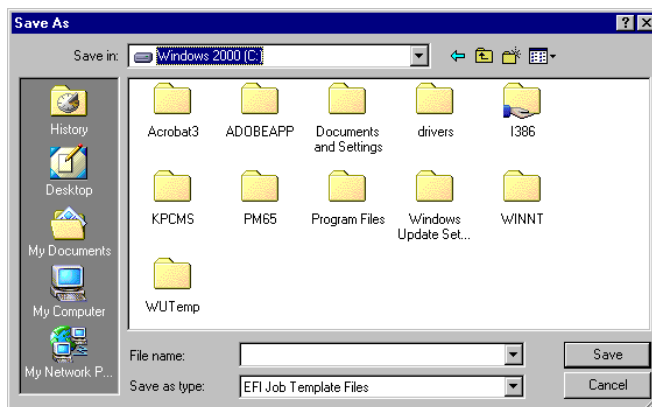 Save As
Save in:
Windows 2000 (C:)
History
Desktop
My Documents
My Computer
My Network P...
Acrobat3
ADOBEAPP
Documents
and Settings
drivers
I386
KPCMS
PM65
Program Files
Windows
Update Set...
WINNT
WUTemp
File name:
Save
Save as type:
EFI Job Template Files
Cancel